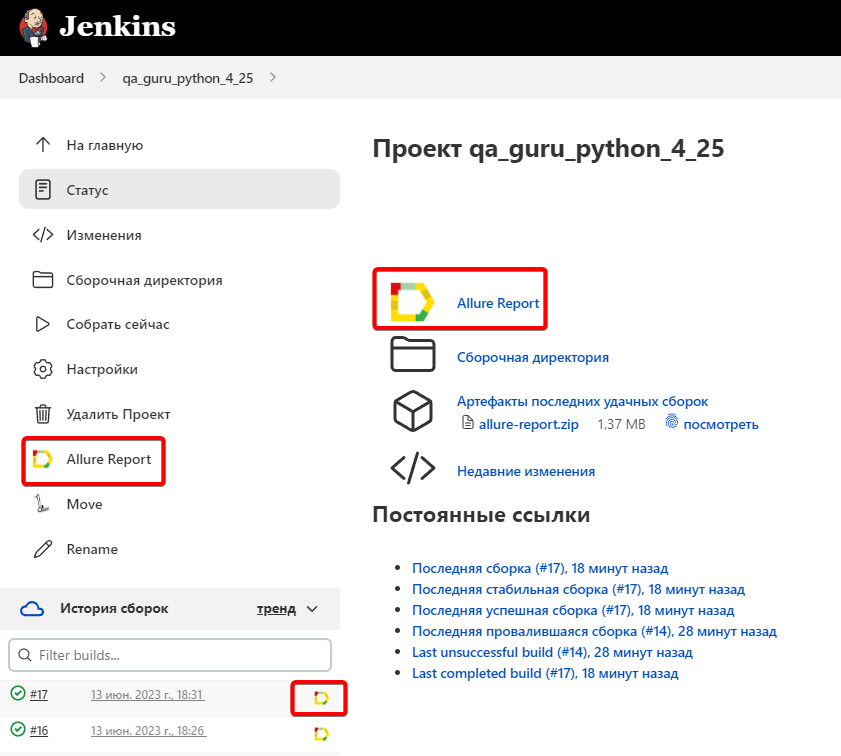 Jenkins
Dashboard
qa_guru_python_4_25
На главную
Статус
Изменения
Сборочная директория
Собрать сейчас
Настройки
Удалить Проект
Allure Report
Move
Rename
История сборок
тренд
Filter builds...
#17
13 июн. 2023 г., 18:31
#16
13 июн. 2023 г., 18:26
Проект qa_guru_python_4_25
Allure Report
Сборочная директория
Артефакты последних удачных сборок
allure-report.zip 1,37 MB посмотреть
Недавние изменения
Постоянные ссылки
Последняя сборка (#17), 18 минут назад
Последняя стабильная сборка (#17), 18 минут назад
Последняя успешная сборка (#17), 18 минут назад
Последняя провалившаяся сборка (#14), 28 минут назад
Last unsuccessful build (#14), 28 минут назад
Last completed build (#17), 18 минут назад